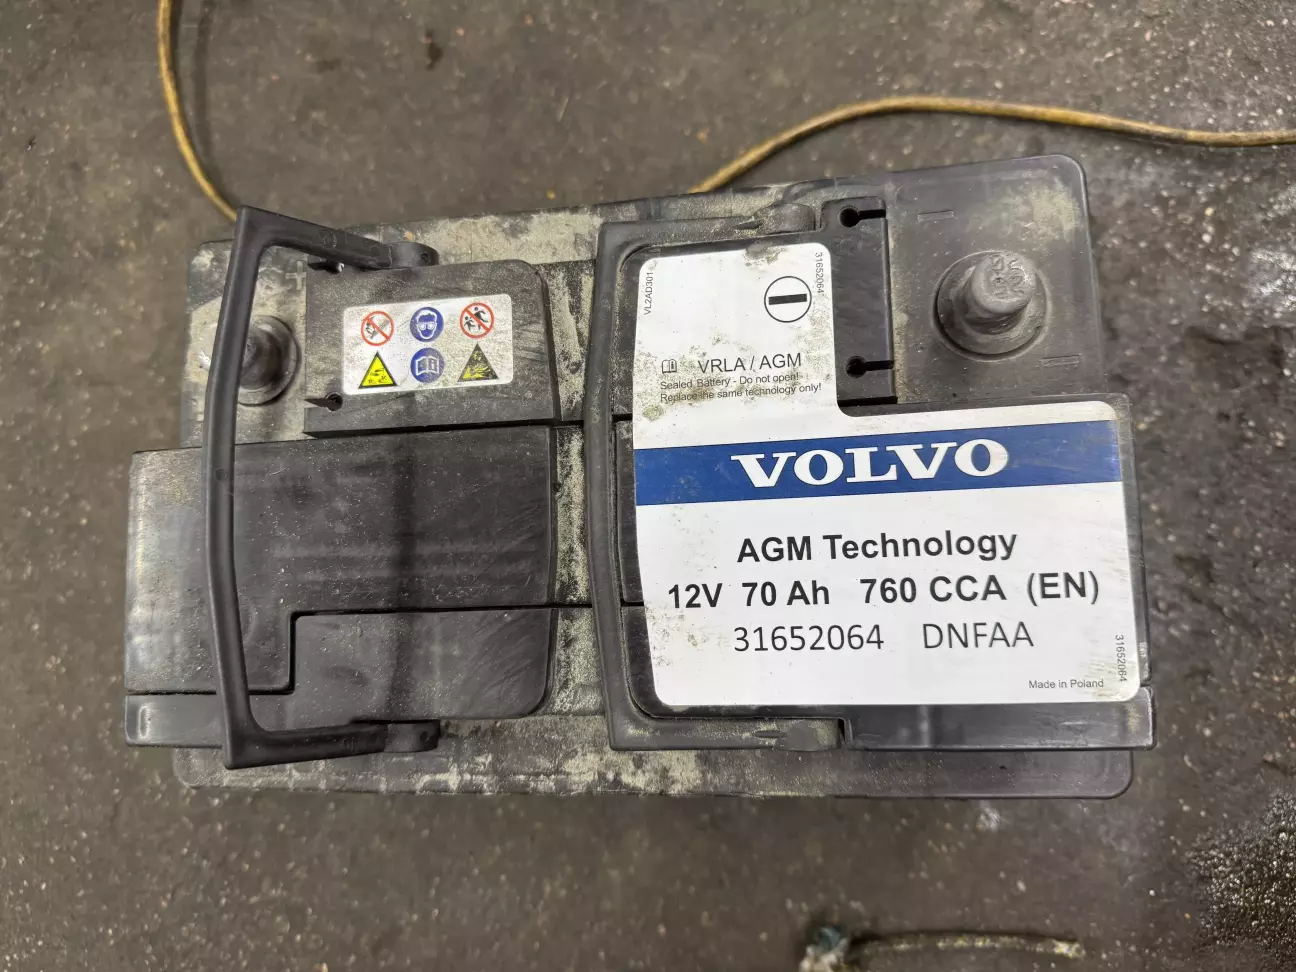 31652064
VL2AD301
VRLA / AGM
Sealed Battery - Do not open!
Replace the same technology only!
VOLVO
AGM Technology
12V 70 Ah 760 CCA (EN)
31652064 DNFAA
31652064
Made in Poland